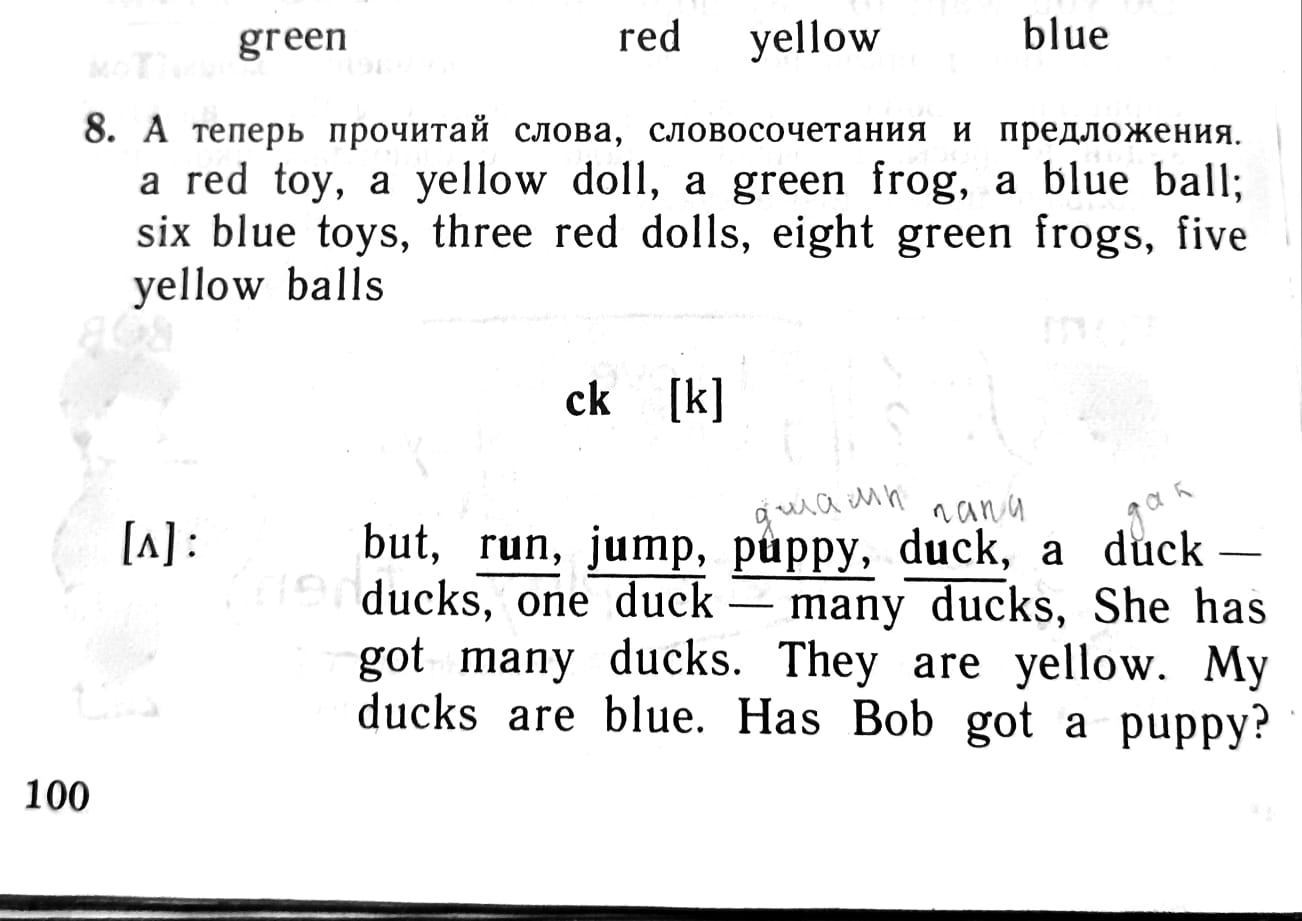 green red yellow blue
8. А теперь прочитай слова, словосочетания и предложения.
a red toy, a yellow doll, a green frog, a blue ball;
six blue toys, three red dolls, eight green frogs, five
yellow balls
ck [k]
джамп папи дак
[ʌ]: but, run, jump, puppy, duck, a duck —
ducks, one duck — many ducks, She has
got many ducks. They are yellow. My
ducks are blue. Has Bob got a puppy?
100